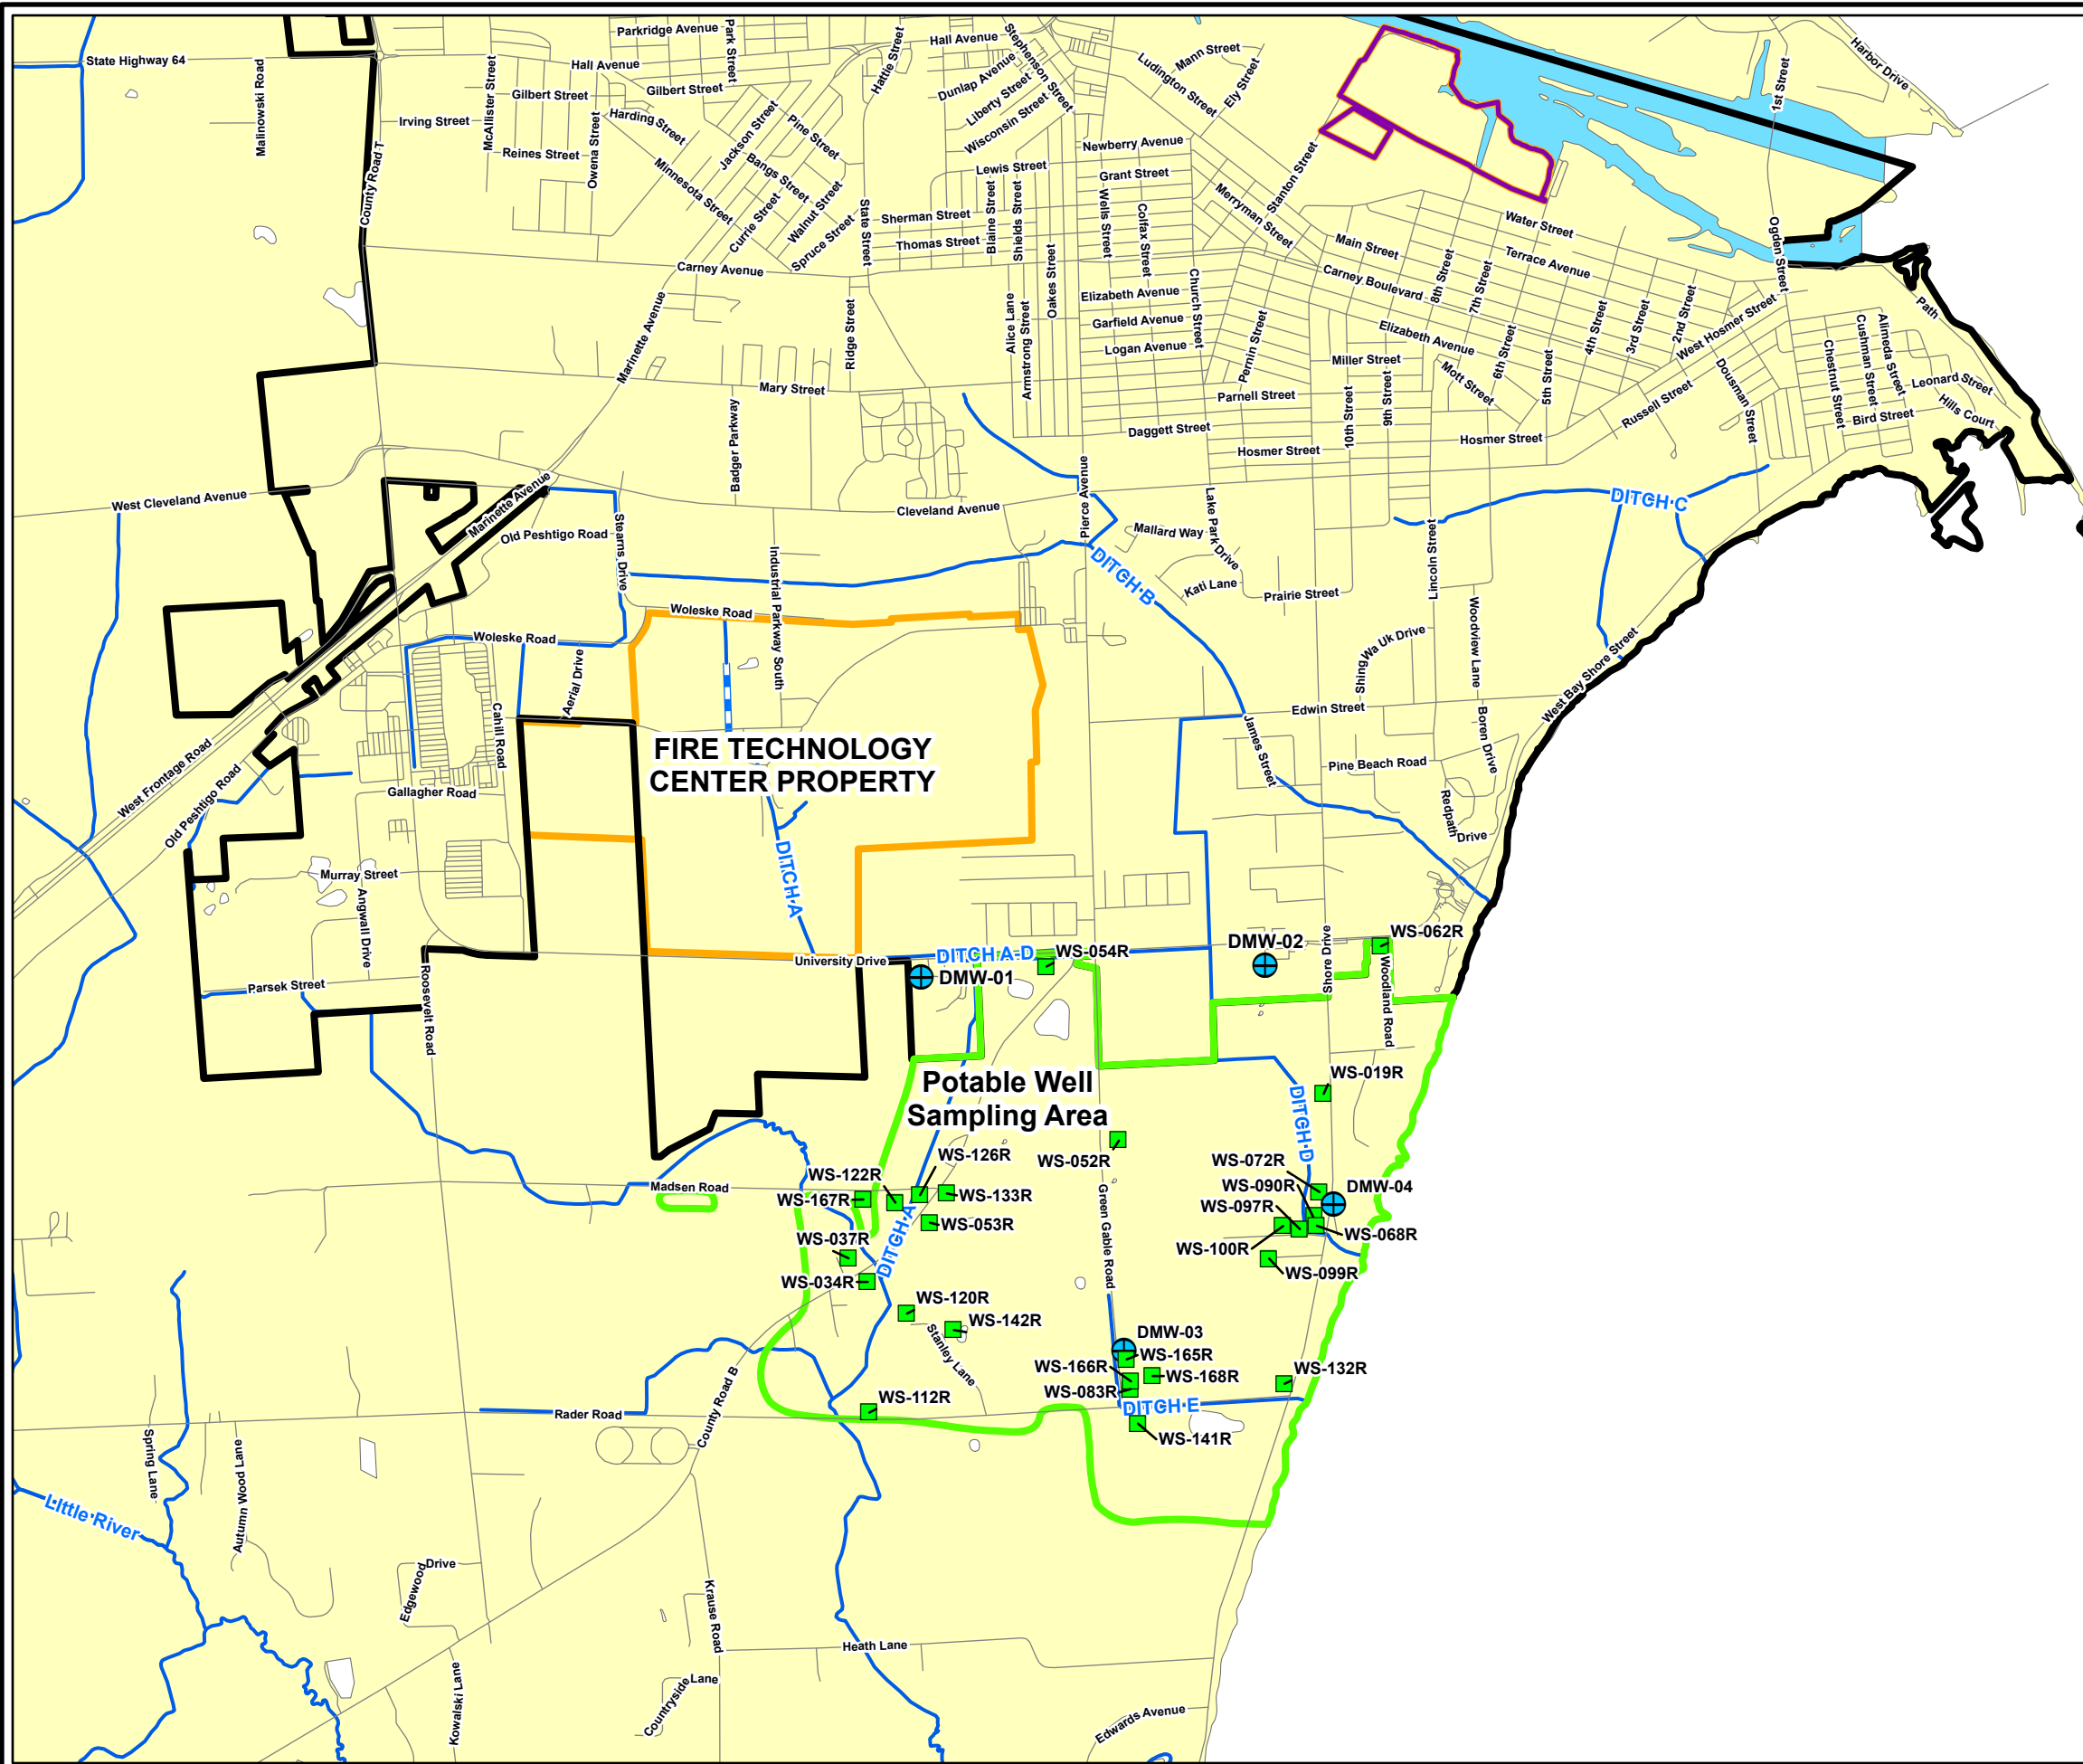 Parkridge Avenue
Park Street
Hattie Street
Hall Avenue
Stephenson Street
Mann Street
Harbor Drive
State Highway 64
Malinowski Road
McAllister Street
Hall Avenue
Gilbert Street
Gilbert Street
Dunlap Avenue
Liberty Street
Wisconsin Street
Ludington Street
Ely Street
1st Street
Irving Street
Harding Street
Owena Street
Reines Street
Jackson Street
Pine Street
Bangs Street
Minnesota Street
Walnut Street
Currie Street
Spruce Street
State Street
Lewis Street
Newberry Avenue
Grant Street
Stanton Street
County Road T
Sherman Street
Thomas Street
Blaine Street
Shields Street
Oakes Street
Wells Street
Colfax Street
Merryman Street
Water Street
Main Street
Terrace Avenue
Ogden Street
Carney Avenue
Carney Boulevard
8th Street
7th Street
Marinette Avenue
Ridge Street
Alice Lane
Armstrong Street
Elizabeth Avenue
Garfield Avenue
Logan Avenue
Church Street
Pernin Street
Elizabeth Avenue
6th Street
5th Street
4th Street
3rd Street
2nd Street
West Hosmer Street
Path
Miller Street
Mott Street
Dousman Street
Chestnut Street
Cushman Street
Alimeda Street
Leonard Street
Hills Court
Bird Street
Mary Street
Badger Parkway
Parnell Street
10th Street
9th Street
Russell Street
Daggett Street
Hosmer Street
Hosmer Street
West Cleveland Avenue
Marinette Avenue
Old Peshtigo Road
Stearns Drive
Cleveland Avenue
Pierce Avenue
Lake Park Drive
Mallard Way
Lincoln Street
DITCH C
DITCH B
Industrial Parkway South
Kati Lane
Prairie Street
Woleske Road
Woleske Road
Aerial Drive
Cahill Road
Shing Wa Uk Drive
Woodview Lane
West Bay Shore Street
Edwin Street
James Street
Boren Drive
Pine Beach Road
Redpath Drive
FIRE TECHNOLOGY
CENTER PROPERTY
West Frontage Road
Old Peshtigo Road
Gallagher Road
Murray Street
Angwall Drive
DITCH A
Parsek Street
Roosevelt Road
University Drive
DITCH A-D
DMW-01
WS-054R
DMW-02
Shore Drive
WS-062R
Woodland Road
Potable Well
Sampling Area
WS-019R
DITCH D
WS-052R
WS-126R
WS-122R
WS-072R
WS-090R
DMW-04
Madsen Road
WS-167R
WS-133R
WS-097R
WS-053R
WS-068R
WS-037R
DITCH A
WS-100R
Green Gable Road
WS-034R
WS-099R
WS-120R
WS-142R
Stanley Lane
DMW-03
WS-165R
WS-166R
WS-168R
WS-132R
WS-083R
County Road B
WS-112R
DITCH E
Rader Road
WS-141R
Spring Lane
Autumn Wood Lane
Little River
Edgewood Drive
Krause Road
Heath Lane
Kowalski Lane
Countryside Lane
Edwards Avenue